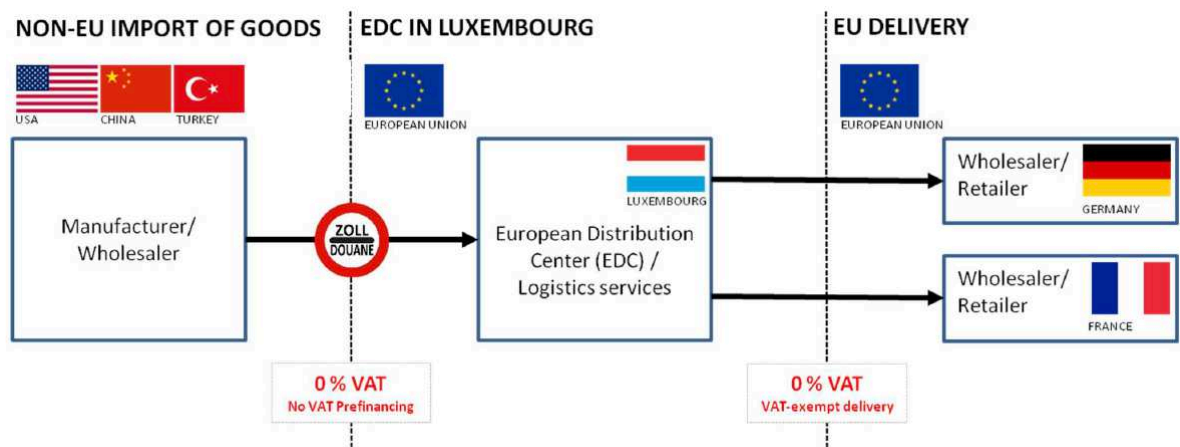 NON-EU IMPORT OF GOODS
EDC IN LUXEMBOURG
EU DELIVERY
USA
CHINA
TURKEY
EUROPEAN UNION
EUROPEAN UNION
Manufacturer/
Wholesaler
ZOLL
DOUANE
LUXEMBOURG
European Distribution
Center (EDC) /
Logistics services
Wholesaler/
Retailer
GERMANY
Wholesaler/
Retailer
FRANCE
0 % VAT
No VAT Prefinancing
0 % VAT
VAT-exempt delivery